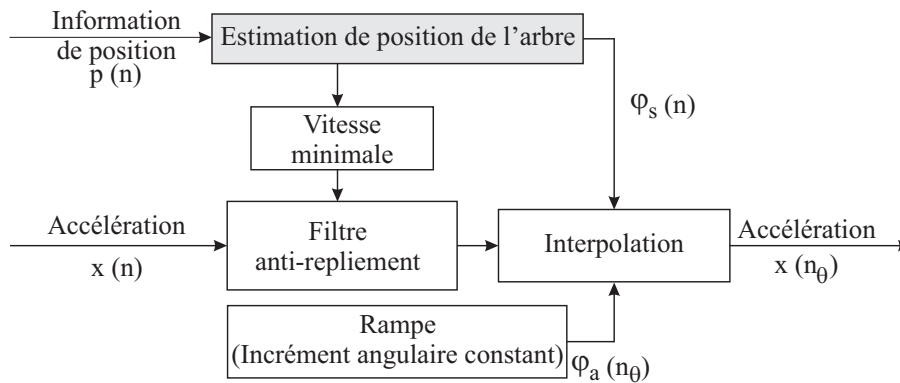 Information
de position
p (n)
Estimation de position de l'arbre
φs (n)
Vitesse
minimale
Accélération
x (n)
Filtre
anti-repliement
Interpolation
Accélération
x (nθ)
Rampe
(Incrément angulaire constant)
φa (nθ)